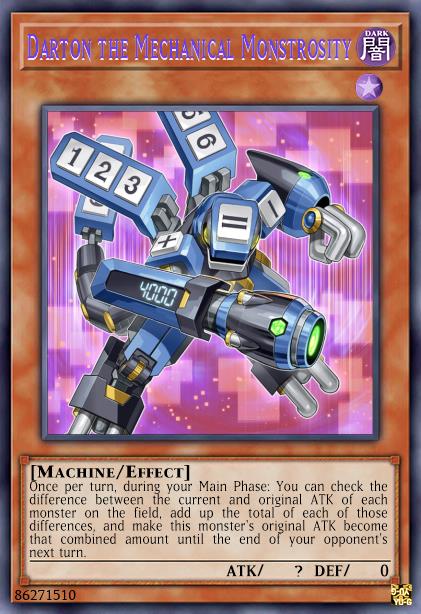 Darton the Mechanical Monstrosity
DARK
闇
1 2 3
6
+
=
4000
[Machine/Effect]
Once per turn, during your Main Phase: You can check the
difference between the current and original ATK of each
monster on the field, add up the total of each of those
differences, and make this monster's original ATK become
that combined amount until the end of your opponent's
next turn.
ATK/ ? DEF/ 0
86271510